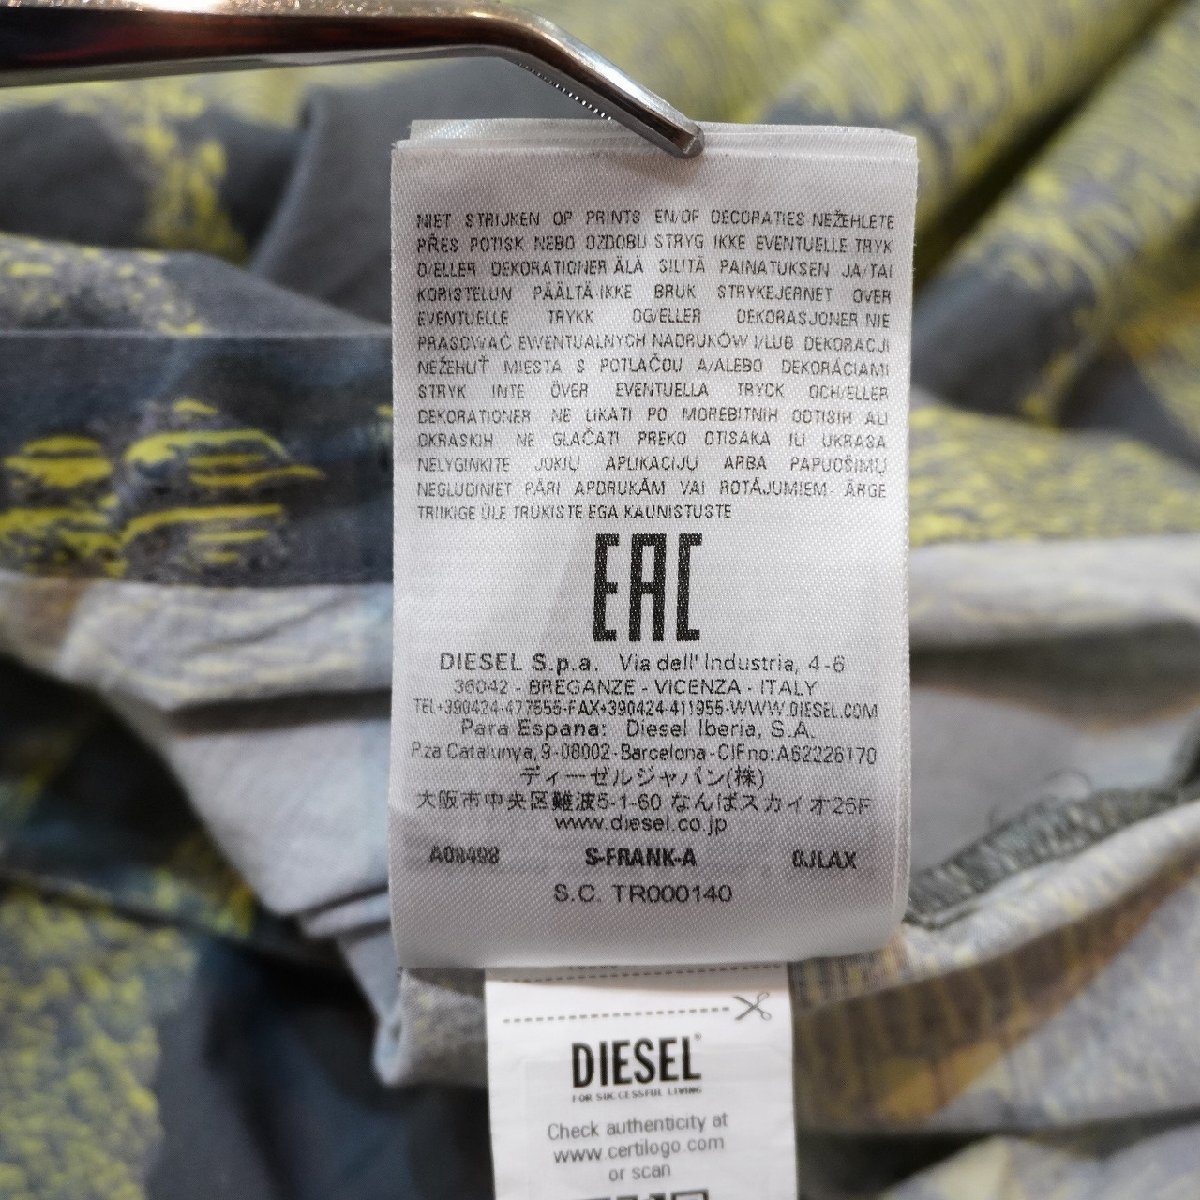 NIET STRIJKEN OP PRINTS EN/OF DECORATIES NEŽEHLETE
PŘES POTISK NEBO OZDOBU STRYG IKKE EVENTUELLE TRYK
O/ELLER DEKORATIONER ÄLÄ SILITÄ PAINATUKSEN JA/TAI
KORISTELUN PÄÄLTÄ-IKKE BRUK STRYKEJERNET OVER
EVENTUELLE TRYKK OG/ELLER DEKORASJONER NIE
PRASOWAĆ EWENTUALNYCH NADRUKÓW I/LUB DEKORACJI
NEŽEHLIŤ MIESTA S POTLAČOU A/ALEBO DEKORÁCIAMI
STRYK INTE ÖVER EVENTUELLA TRYCK OCH/ELLER
DEKORATIONER NE LIKATI PO MOREBITNIH ODTISIH ALI
OKRASKIH NE GLAČATI PREKO OTISAKA ILI UKRASA
NELYGINKITE JOKIŲ APLIKACIJŲ ARBA PAPUOŠIMŲ
NEGLUDINIET PĀRI APDRUKĀM VAI ROTĀJUMIEM- ÄRGE
TRIIKIGE ÜLE TRÜKISTE EGA KAUNISTUSTE
EAC
DIESEL S.p.a. Via dell' Industria, 4-6
36042 - BREGANZE - VICENZA - ITALY
TEL+390424-477555-FAX+390424-411955-WWW.DIESEL.COM
Para Espana: Diesel Iberia, S.A.
P.za Catalunya, 9 -08002 - Barcelona - CIF no: A62226170
ディーゼルジャパン(株)
大阪市中央区難波5-1-60 なんばスカイオ25F
www.diesel.co.jp
A08498 S-FRANK-A 0JLAX
S.C. TR000140
DIESEL
FOR SUCCESSFUL LIVING
Check authenticity at
www.certilogo.com
or scan